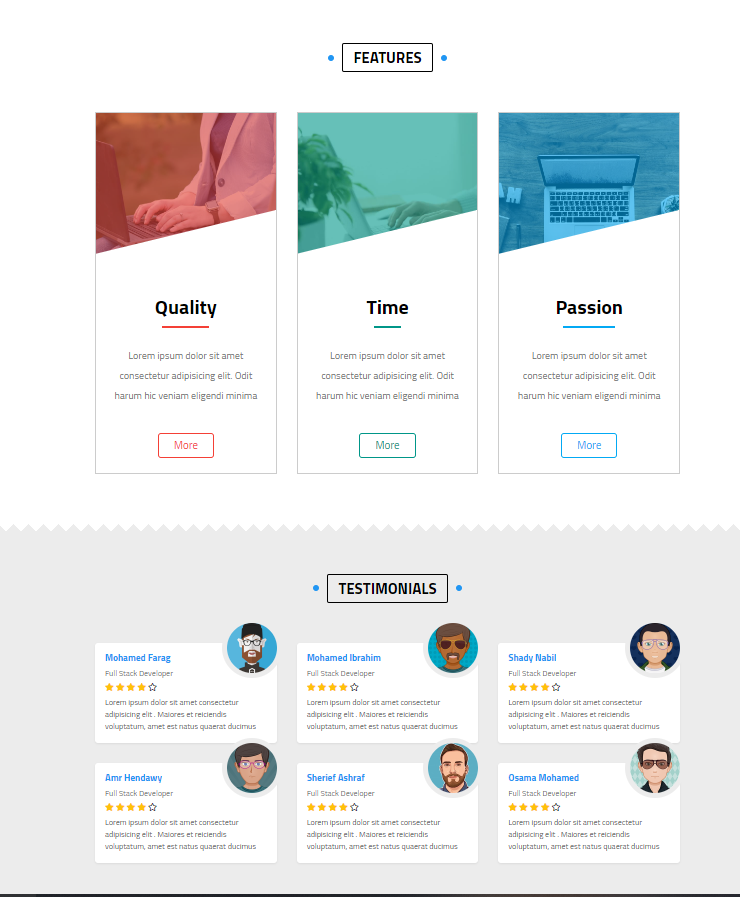 FEATURES
Quality
Lorem ipsum dolor sit amet
consectetur adipisicing elit. Odit
harum hic veniam eligendi minima
More
Time
Lorem ipsum dolor sit amet
consectetur adipisicing elit. Odit
harum hic veniam eligendi minima
More
AM
Passion
Lorem ipsum dolor sit amet
consectetur adipisicing elit. Odit
harum hic veniam eligendi minima
More
TESTIMONIALS
Mohamed Farag
Full Stack Developer
Lorem ipsum dolor sit amet consectetur
adipisicing elit . Maiores et reiciendis
voluptatum, amet est natus quaerat ducimus
Mohamed Ibrahim
Full Stack Developer
Lorem ipsum dolor sit amet consectetur
adipisicing elit . Maiores et reiciendis
voluptatum, amet est natus quaerat ducimus
Shady Nabil
Full Stack Developer
Lorem ipsum dolor sit amet consectetur
adipisicing elit . Maiores et reiciendis
voluptatum, amet est natus quaerat ducimus
Amr Hendawy
Full Stack Developer
Lorem ipsum dolor sit amet consectetur
adipisicing elit . Maiores et reiciendis
voluptatum, amet est natus quaerat ducimus
Sherief Ashraf
Full Stack Developer
Lorem ipsum dolor sit amet consectetur
adipisicing elit . Maiores et reiciendis
voluptatum, amet est natus quaerat ducimus
Osama Mohamed
Full Stack Developer
Lorem ipsum dolor sit amet consectetur
adipisicing elit . Maiores et reiciendis
voluptatum, amet est natus quaerat ducimus